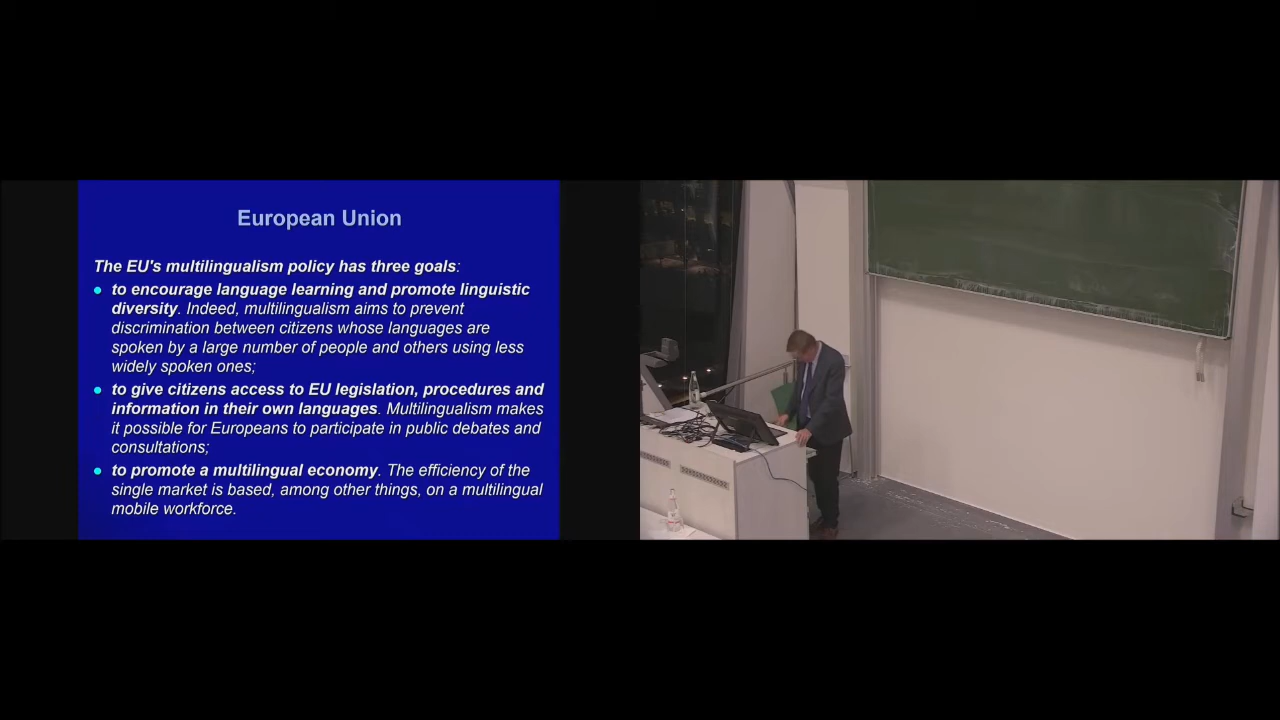 European Union
The EU's multilingualism policy has three goals:
to encourage language learning and promote linguistic
diversity. Indeed, multilingualism aims to prevent
discrimination between citizens whose languages are
spoken by a large number of people and others using less
widely spoken ones;
to give citizens access to EU legislation, procedures and
information in their own languages. Multilingualism makes
it possible for Europeans to participate in public debates and
consultations;
to promote a multilingual economy. The efficiency of the
single market is based, among other things, on a multilingual
mobile workforce.